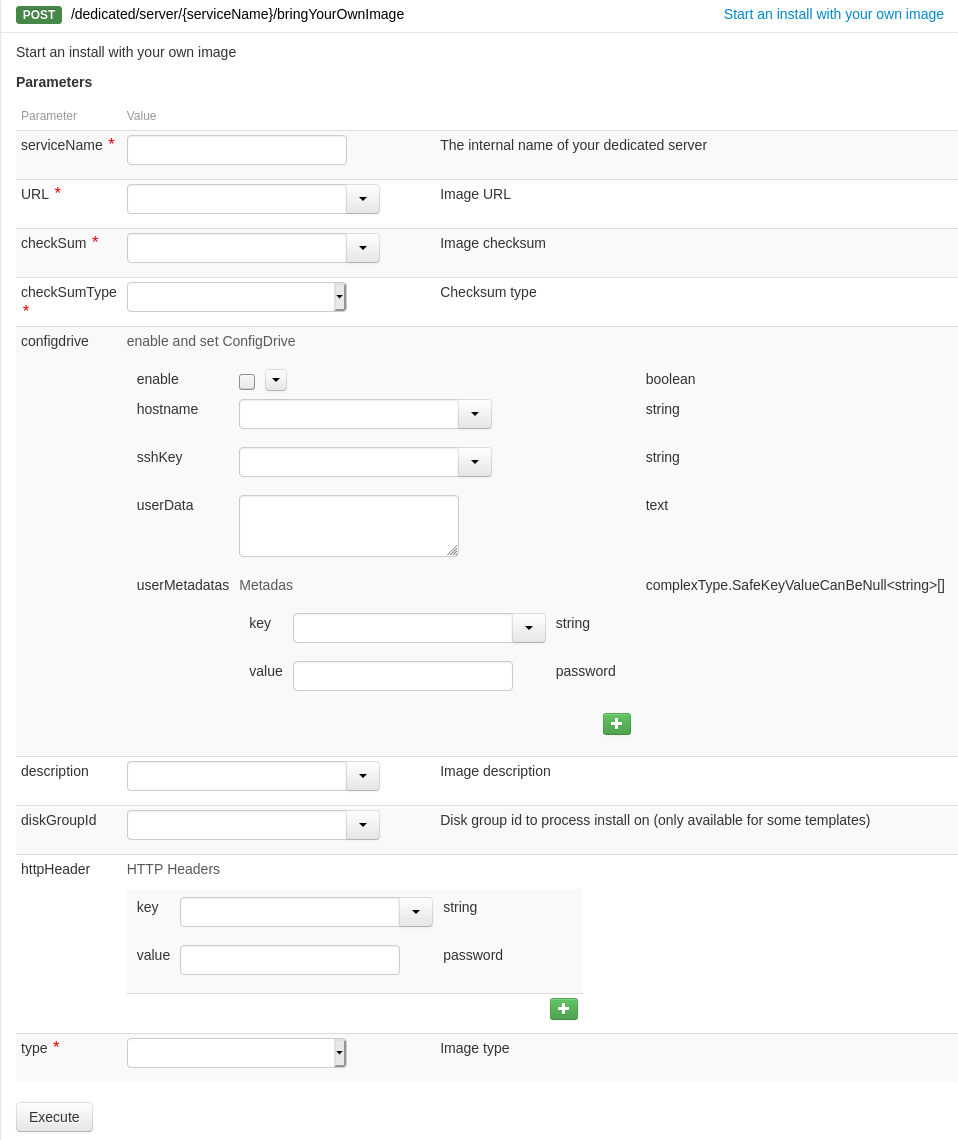 POST /dedicated/server/{serviceName}/bringYourOwnImage Start an install with your own image
Start an install with your own image
Parameters
Parameter Value
serviceName * The internal name of your dedicated server
URL * Image URL
checkSum * Image checksum
checkSumType * Checksum type
configdrive enable and set ConfigDrive
enable boolean
hostname string
sshKey string
userData text
userMetadatas Metadas complexType.SafeKeyValueCanBeNull<string>[]
key string
value password
description Image description
diskGroupId Disk group id to process install on (only available for some templates)
httpHeader HTTP Headers
key string
value password
type * Image type
Execute